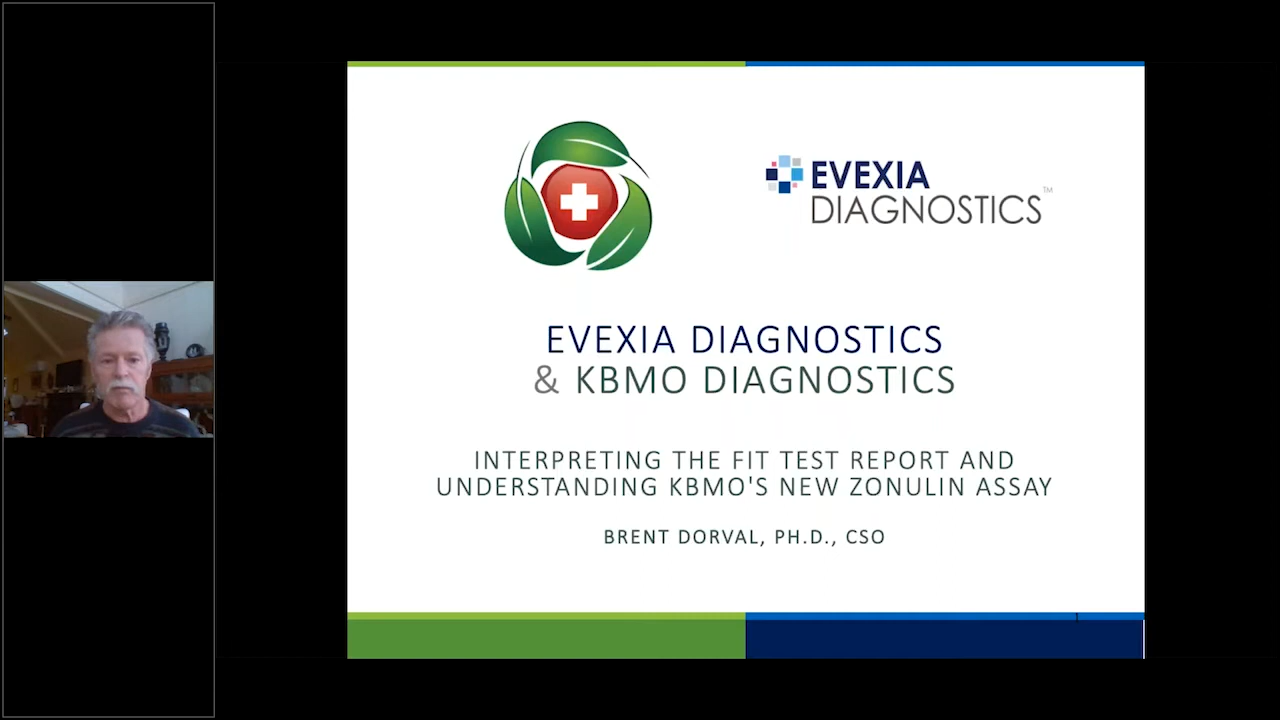 EVEXIA
DIAGNOSTICS™
EVEXIA DIAGNOSTICS
& KBMO DIAGNOSTICS
INTERPRETING THE FIT TEST REPORT AND
UNDERSTANDING KBMO'S NEW ZONULIN ASSAY
BRENT DORVAL, PH.D., CSO